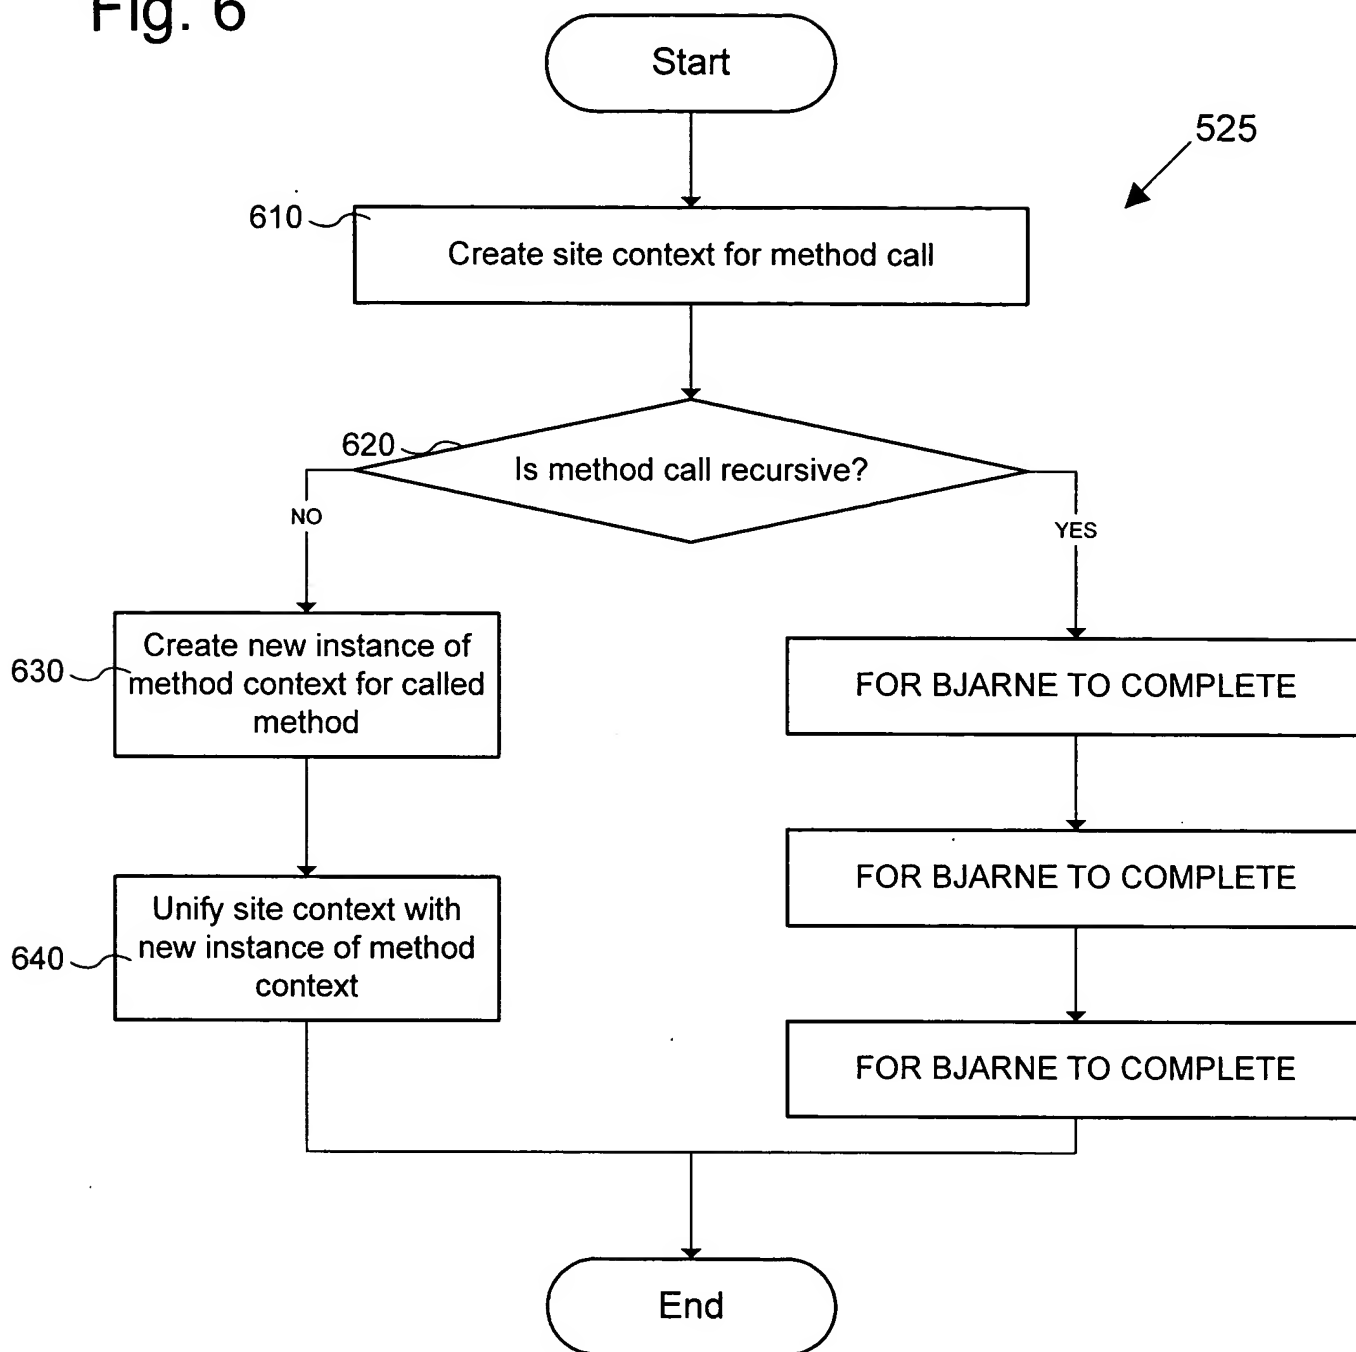 Fig. 6
Start
525
610
Create site context for method call
620
Is method call recursive?
NO
YES
630
Create new instance of
method context for called
method
FOR BJARNE TO COMPLETE
640
Unify site context with
new instance of method
context
FOR BJARNE TO COMPLETE
FOR BJARNE TO COMPLETE
End